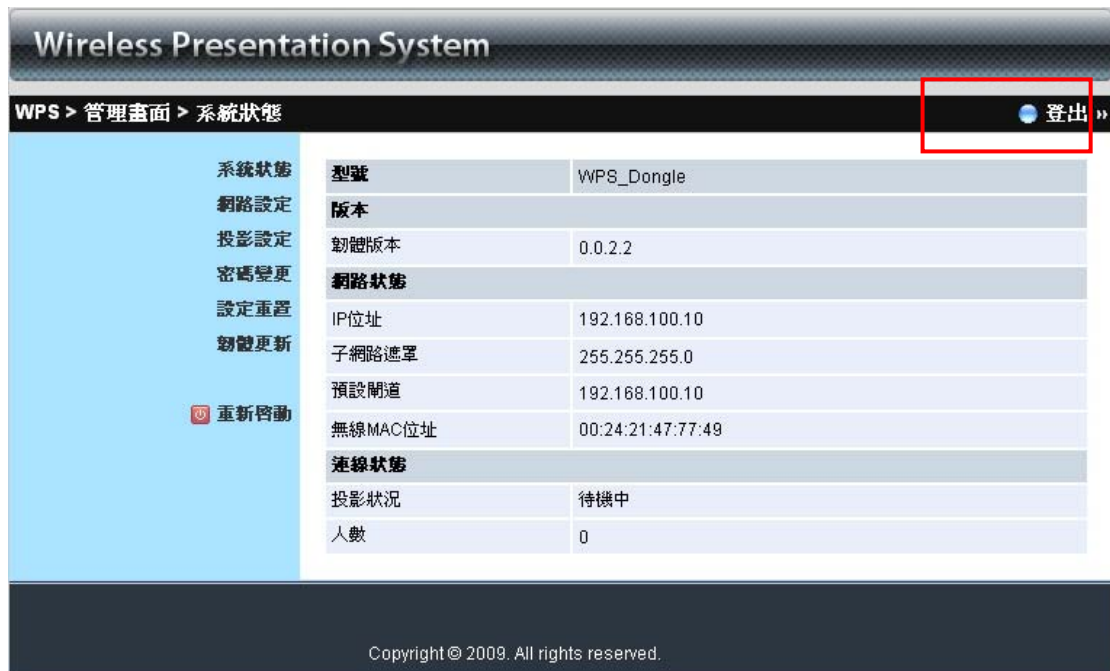 Wireless Presentation System
WPS > 管理畫面 > 系統狀態 登出 »
系統狀態
網路設定
投影設定
密碼變更
設定重置
韌體更新
重新啓動
型號 WPS_Dongle
版本
韌體版本 0.0.2.2
網路狀態
IP位址 192.168.100.10
子網路遮罩 255.255.255.0
預設閘道 192.168.100.10
無線MAC位址 00:24:21:47:77:49
連線狀態
投影狀況 待機中
人數 0
Copyright © 2009. All rights reserved.